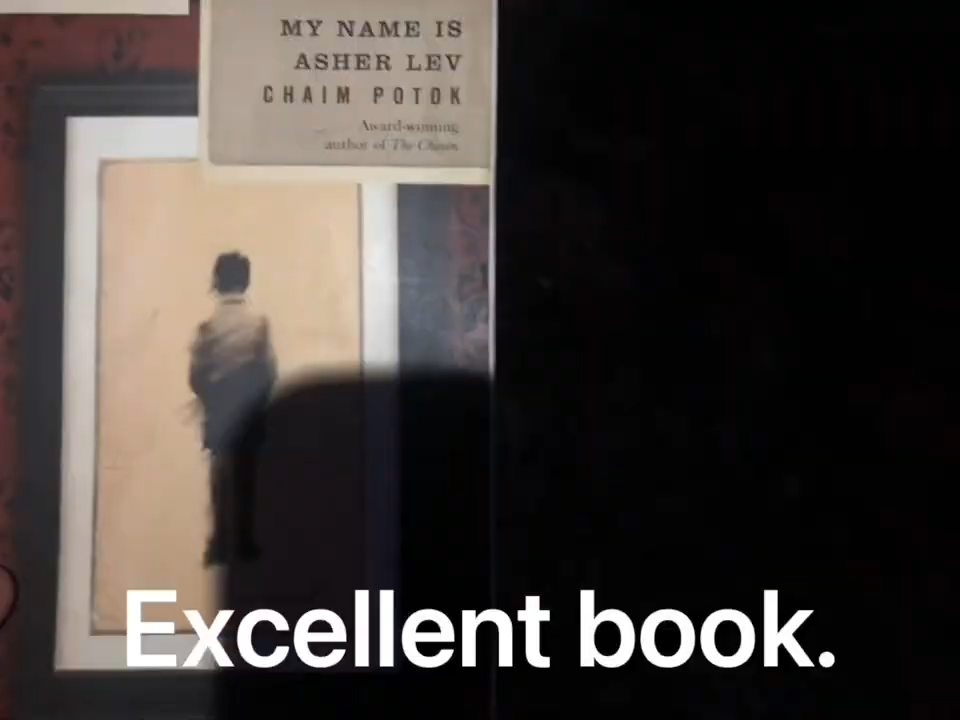 MY NAME IS
ASHER LEV
CHAIM POTOK
Award-winning
author of The Chosen
Excellent book.